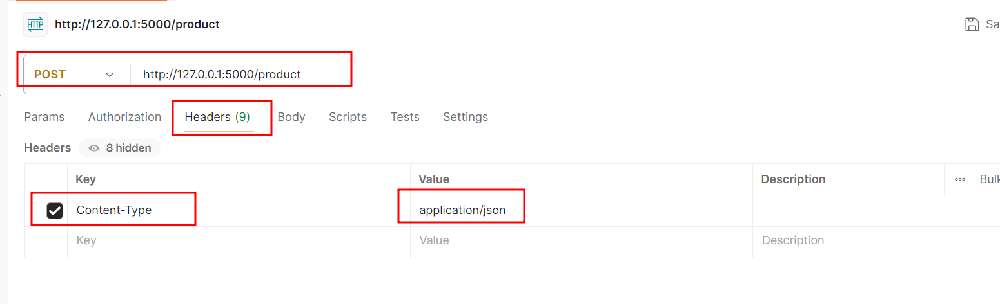 HTTP http://127.0.0.1:5000/product Sa
POST http://127.0.0.1:5000/product
Params Authorization Headers (9) Body Scripts Tests Settings
Headers 8 hidden
Key Value Description Bulk
Content-Type application/json
Key Value Description